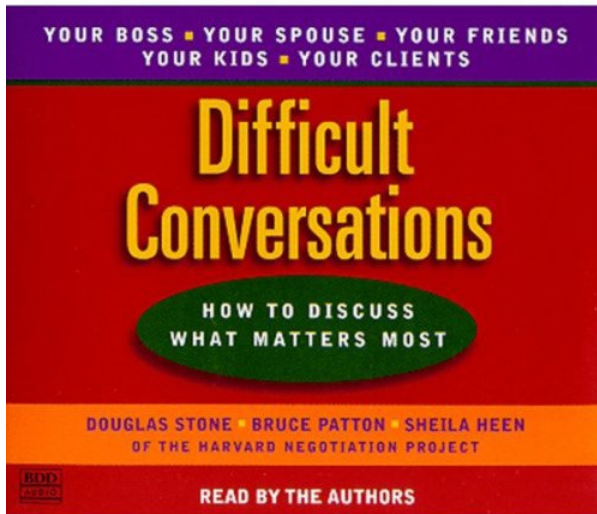 YOUR BOSS ▪ YOUR SPOUSE ▪ YOUR FRIENDS
YOUR KIDS ▪ YOUR CLIENTS
Difficult
Conversations
HOW TO DISCUSS
WHAT MATTERS MOST
DOUGLAS STONE ▪ BRUCE PATTON ▪ SHEILA HEEN
OF THE HARVARD NEGOTIATION PROJECT
BDD
AUDIO
READ BY THE AUTHORS